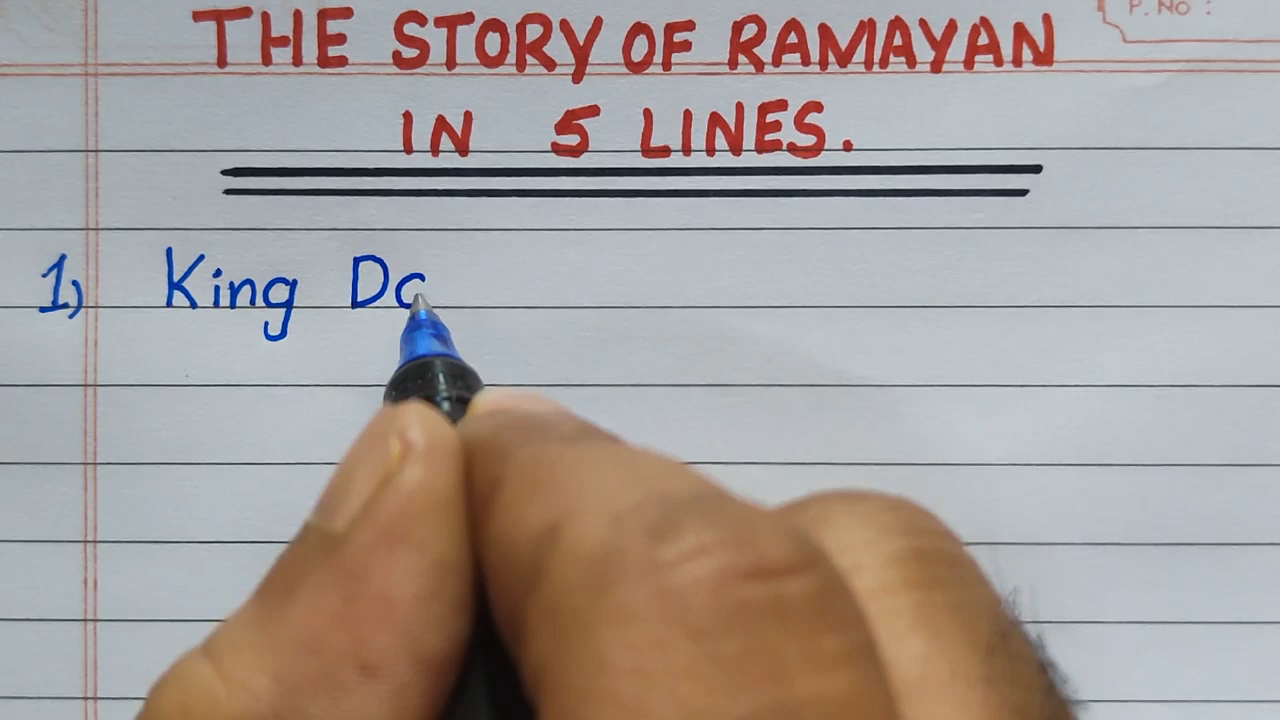 P. No :
THE STORY OF RAMAYAN
IN 5 LINES.
1) King